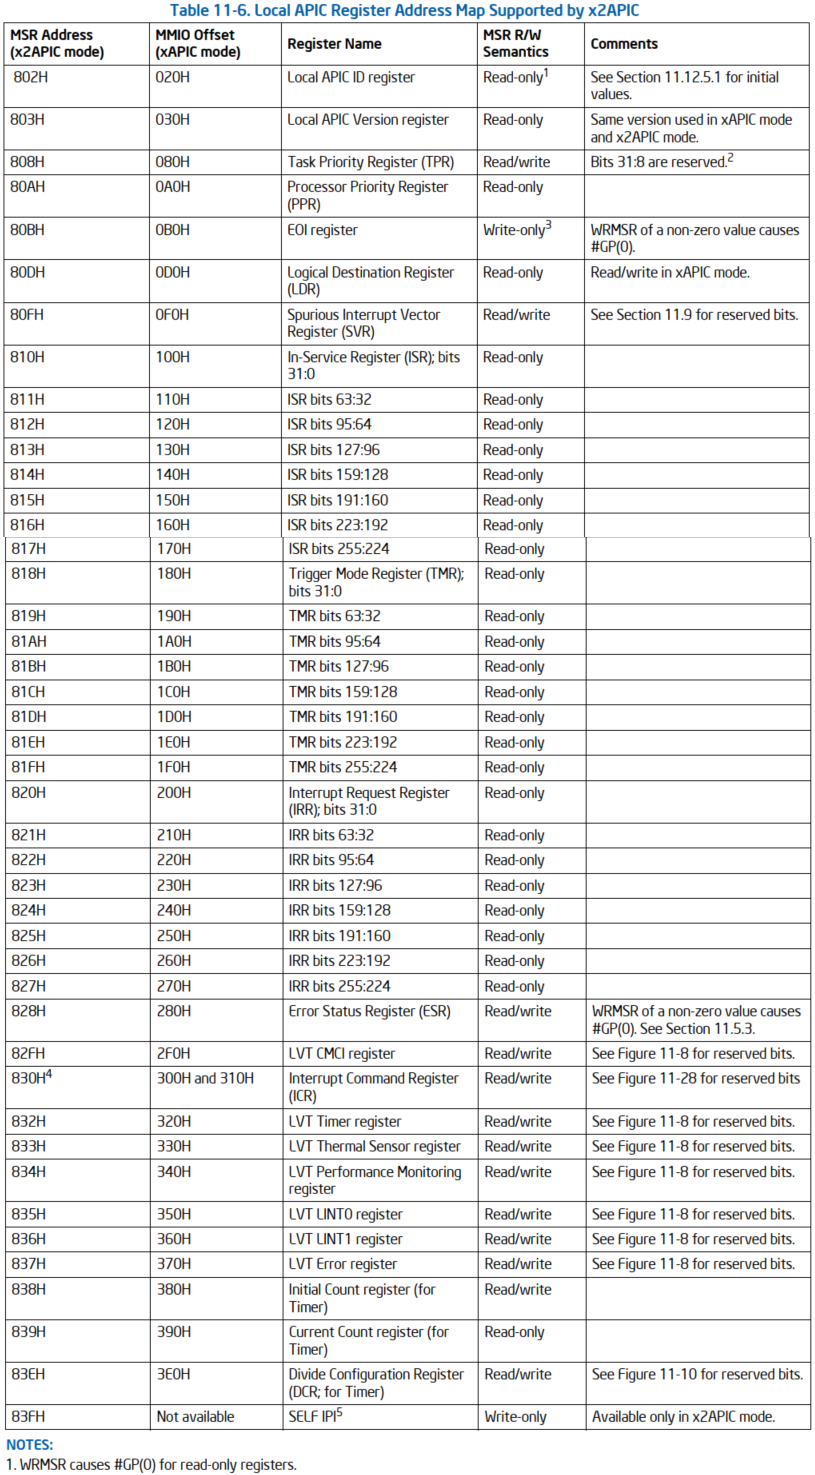 Table 11-6. Local APIC Register Address Map Supported by x2APIC
MSR Address (x2APIC mode) MMIO Offset (xAPIC mode) Register Name MSR R/W Semantics Comments
802H 020H Local APIC ID register Read-only1 See Section 11.12.5.1 for initial values.
803H 030H Local APIC Version register Read-only Same version used in xAPIC mode and x2APIC mode.
808H 080H Task Priority Register (TPR) Read/write Bits 31:8 are reserved.2
80AH 0A0H Processor Priority Register (PPR) Read-only
80BH 0B0H EOI register Write-only3 WRMSR of a non-zero value causes #GP(0).
80DH 0D0H Logical Destination Register (LDR) Read-only Read/write in xAPIC mode.
80FH 0F0H Spurious Interrupt Vector Register (SVR) Read/write See Section 11.9 for reserved bits.
810H 100H In-Service Register (ISR); bits 31:0 Read-only
811H 110H ISR bits 63:32 Read-only
812H 120H ISR bits 95:64 Read-only
813H 130H ISR bits 127:96 Read-only
814H 140H ISR bits 159:128 Read-only
815H 150H ISR bits 191:160 Read-only
816H 160H ISR bits 223:192 Read-only
817H 170H ISR bits 255:224 Read-only
818H 180H Trigger Mode Register (TMR); bits 31:0 Read-only
819H 190H TMR bits 63:32 Read-only
81AH 1A0H TMR bits 95:64 Read-only
81BH 1B0H TMR bits 127:96 Read-only
81CH 1C0H TMR bits 159:128 Read-only
81DH 1D0H TMR bits 191:160 Read-only
81EH 1E0H TMR bits 223:192 Read-only
81FH 1F0H TMR bits 255:224 Read-only
820H 200H Interrupt Request Register (IRR); bits 31:0 Read-only
821H 210H IRR bits 63:32 Read-only
822H 220H IRR bits 95:64 Read-only
823H 230H IRR bits 127:96 Read-only
824H 240H IRR bits 159:128 Read-only
825H 250H IRR bits 191:160 Read-only
826H 260H IRR bits 223:192 Read-only
827H 270H IRR bits 255:224 Read-only
828H 280H Error Status Register (ESR) Read/write WRMSR of a non-zero value causes #GP(0). See Section 11.5.3.
82FH 2F0H LVT CMCI register Read/write See Figure 11-8 for reserved bits.
830H4 300H and 310H Interrupt Command Register (ICR) Read/write See Figure 11-28 for reserved bits
832H 320H LVT Timer register Read/write See Figure 11-8 for reserved bits.
833H 330H LVT Thermal Sensor register Read/write See Figure 11-8 for reserved bits.
834H 340H LVT Performance Monitoring register Read/write See Figure 11-8 for reserved bits.
835H 350H LVT LINT0 register Read/write See Figure 11-8 for reserved bits.
836H 360H LVT LINT1 register Read/write See Figure 11-8 for reserved bits.
837H 370H LVT Error register Read/write See Figure 11-8 for reserved bits.
838H 380H Initial Count register (for Timer) Read/write
839H 390H Current Count register (for Timer) Read-only
83EH 3E0H Divide Configuration Register (DCR; for Timer) Read/write See Figure 11-10 for reserved bits.
83FH Not available SELF IPI5 Write-only Available only in x2APIC mode.
NOTES:
1. WRMSR causes #GP(0) for read-only registers.